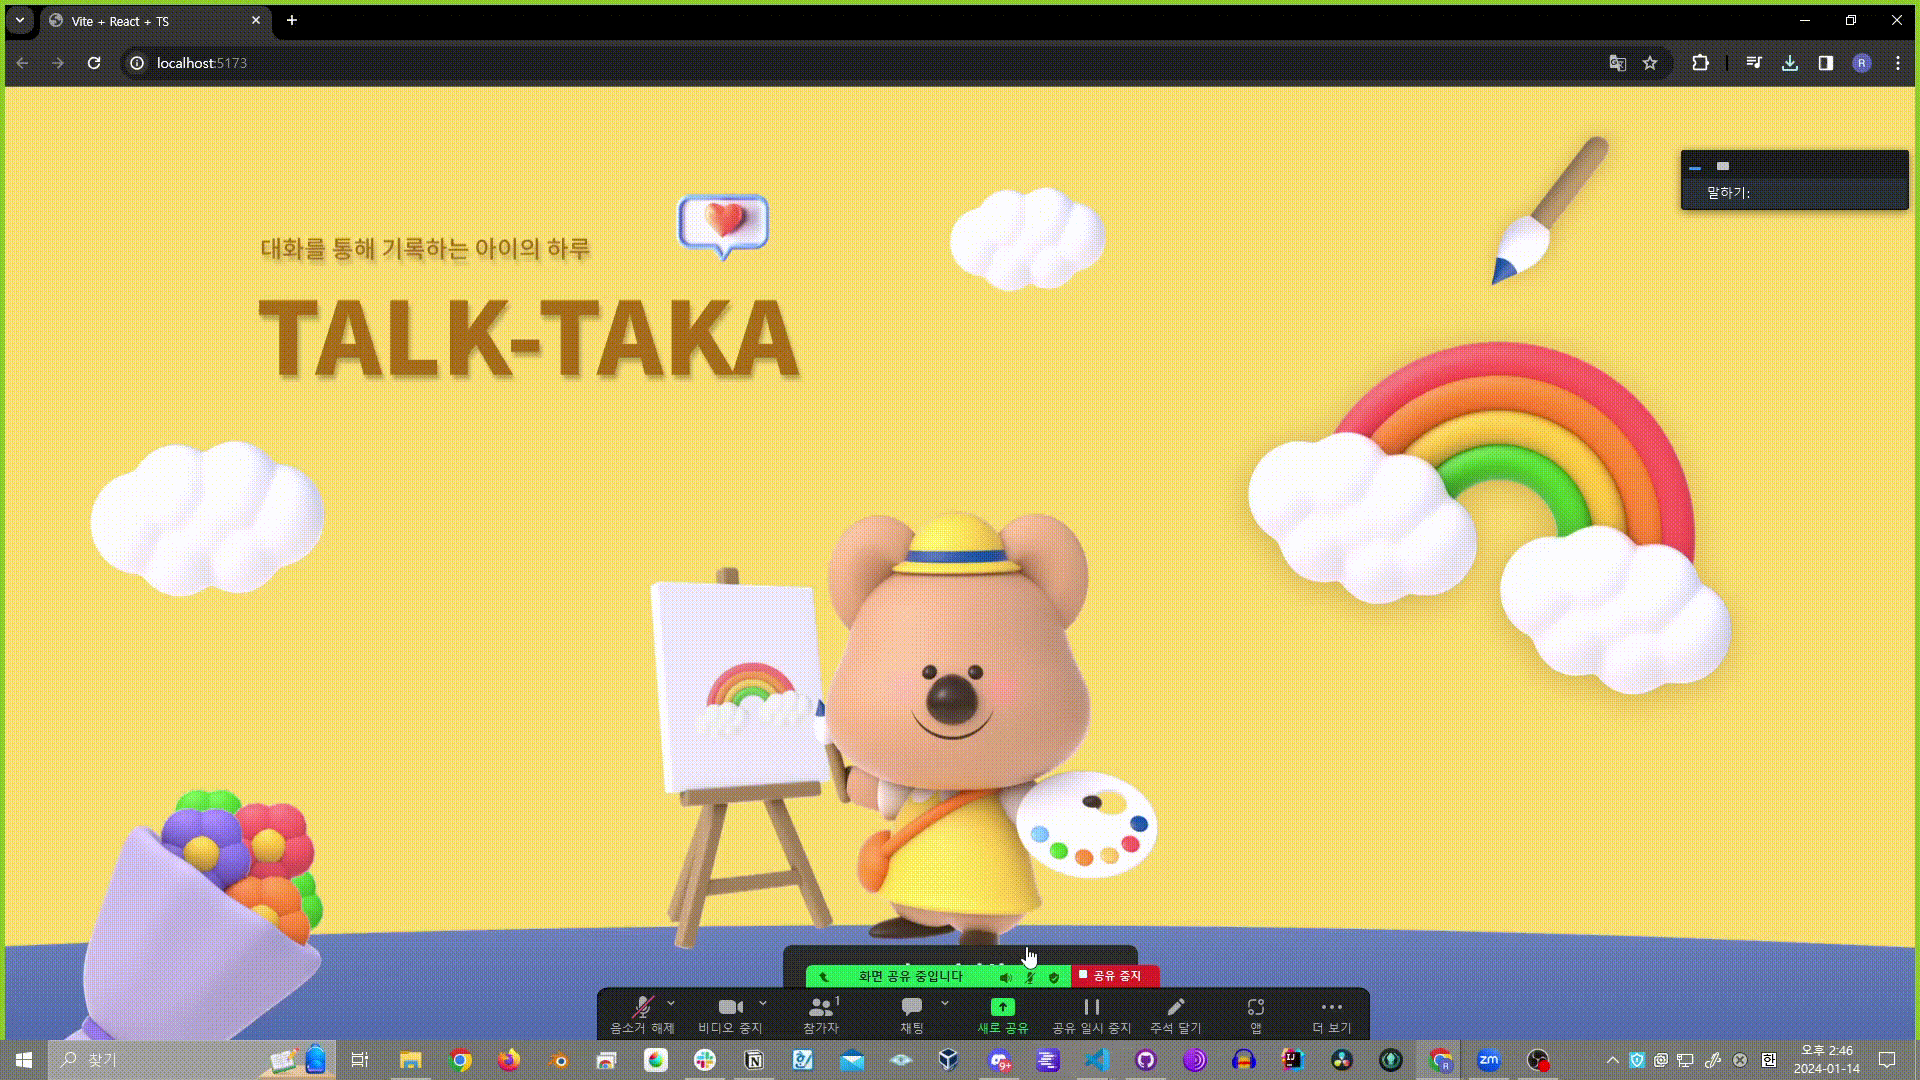 Vite + React + TS
localhost:5173
R
말하기:
대화를 통해 기록하는 아이의 하루
TALK-TAKA
화면 공유 중입니다
공유 중지
음소거 해제
비디오 중지
1
참가자
채팅
새로 공유
공유 일시 중지
주석 달기
앱
더 보기
찾기
9+
zm
한
오후 2:46
2024-01-14